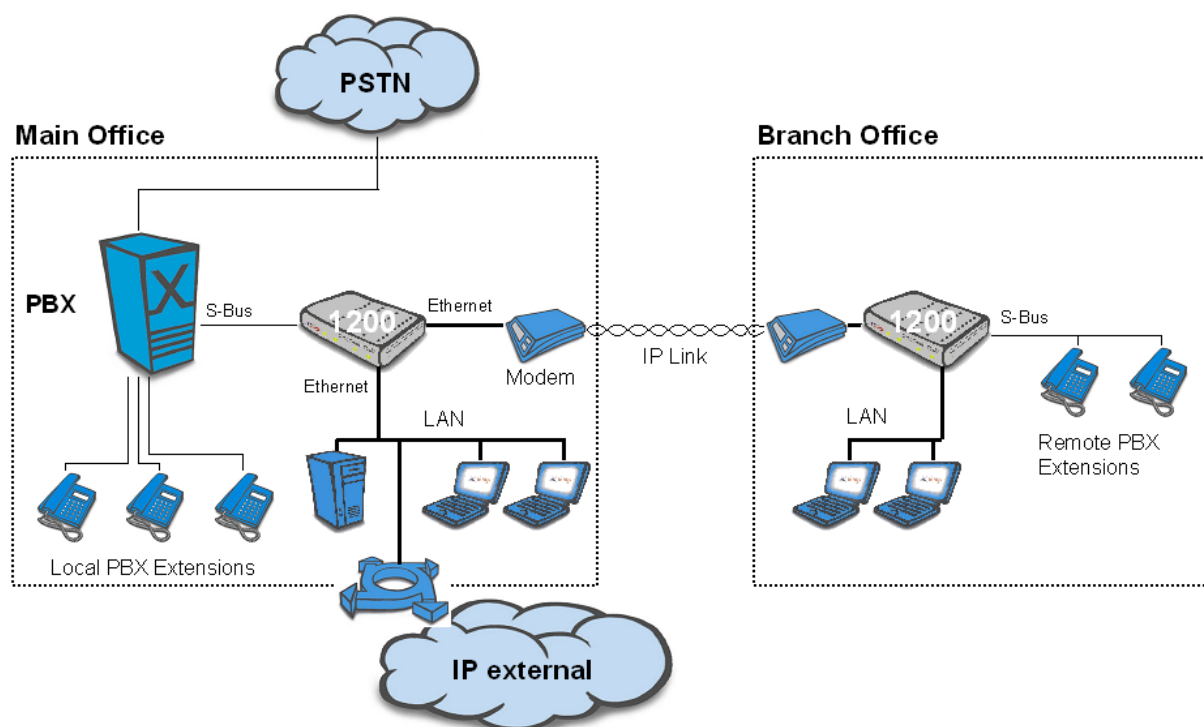 PSTN
Main Office
Branch Office
PBX
S-Bus
1200
Ethernet
Modem
IP Link
1200
S-Bus
Ethernet
LAN
LAN
Remote PBX
Extensions
Local PBX Extensions
IP external